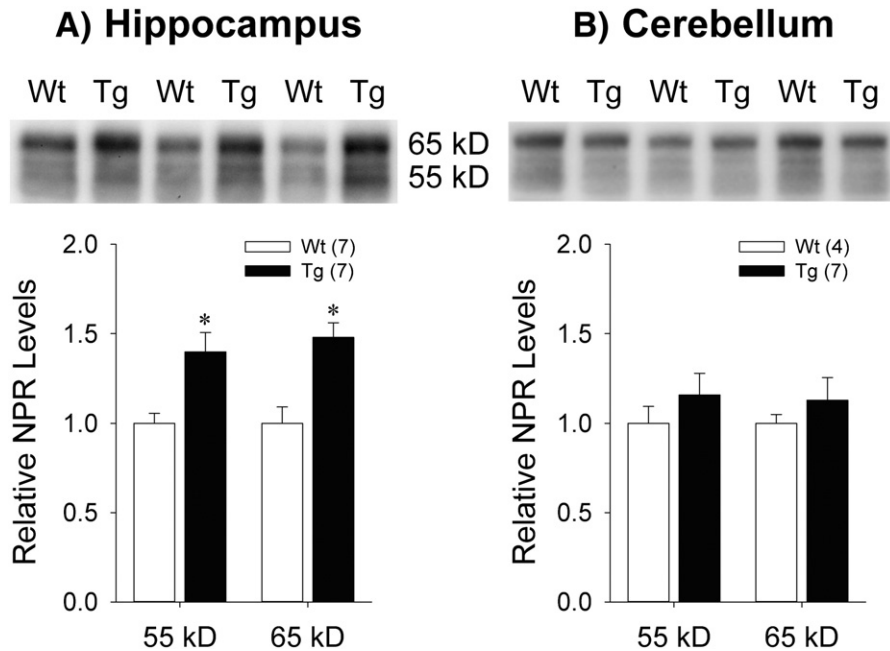 A) Hippocampus
Wt Tg Wt Tg Wt Tg
65 kD
55 kD
Relative NPR Levels
2.0
1.5
1.0
0.5
0.0
Wt (7)
Tg (7)
* *
55 kD 65 kD
B) Cerebellum
Wt Tg Wt Tg Wt Tg
Relative NPR Levels
2.0
1.5
1.0
0.5
0.0
Wt (4)
Tg (7)
55 kD 65 kD